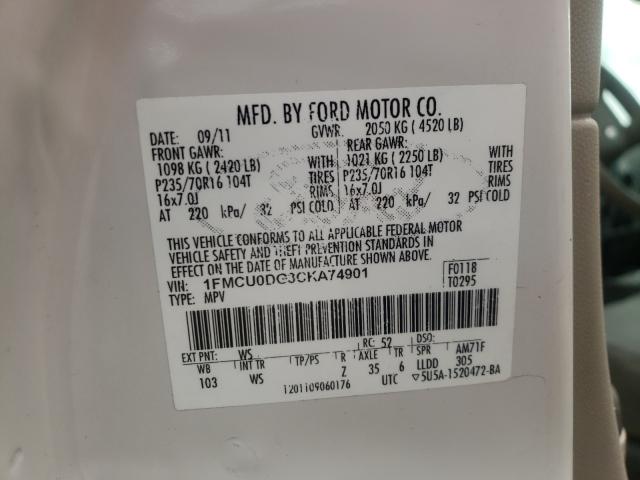 MFD. BY FORD MOTOR CO.
DATE: 09/11 GVWR: 2050 KG ( 4520 LB)
FRONT GAWR: REAR GAWR:
1098 KG ( 2420 LB) WITH 1021 KG ( 2250 LB) WITH
P235/70R16 104T TIRES P235/70R16 104T TIRES
16x7.0J RIMS 16x7.0J RIMS
AT 220 kPa/ 32 PSI COLD AT 220 kPa/ 32 PSI COLD
THIS VEHICLE CONFORMS TO ALL APPLICABLE FEDERAL MOTOR
VEHICLE SAFETY AND THEFT PREVENTION STANDARDS IN
EFFECT ON THE DATE OF MANUFACTURE SHOWN ABOVE.
VIN: 1FMCU0DG3CKA74901 F0118
TYPE: MPV T0295
EXT PNT: WS RC: 52 DSO:
WB INT TR TP/PS R AXLE TR SPR AM71F
103 WS Z 35 6 LLDD 305
1201109060176 UTC ▽5U5A-1520472-BA